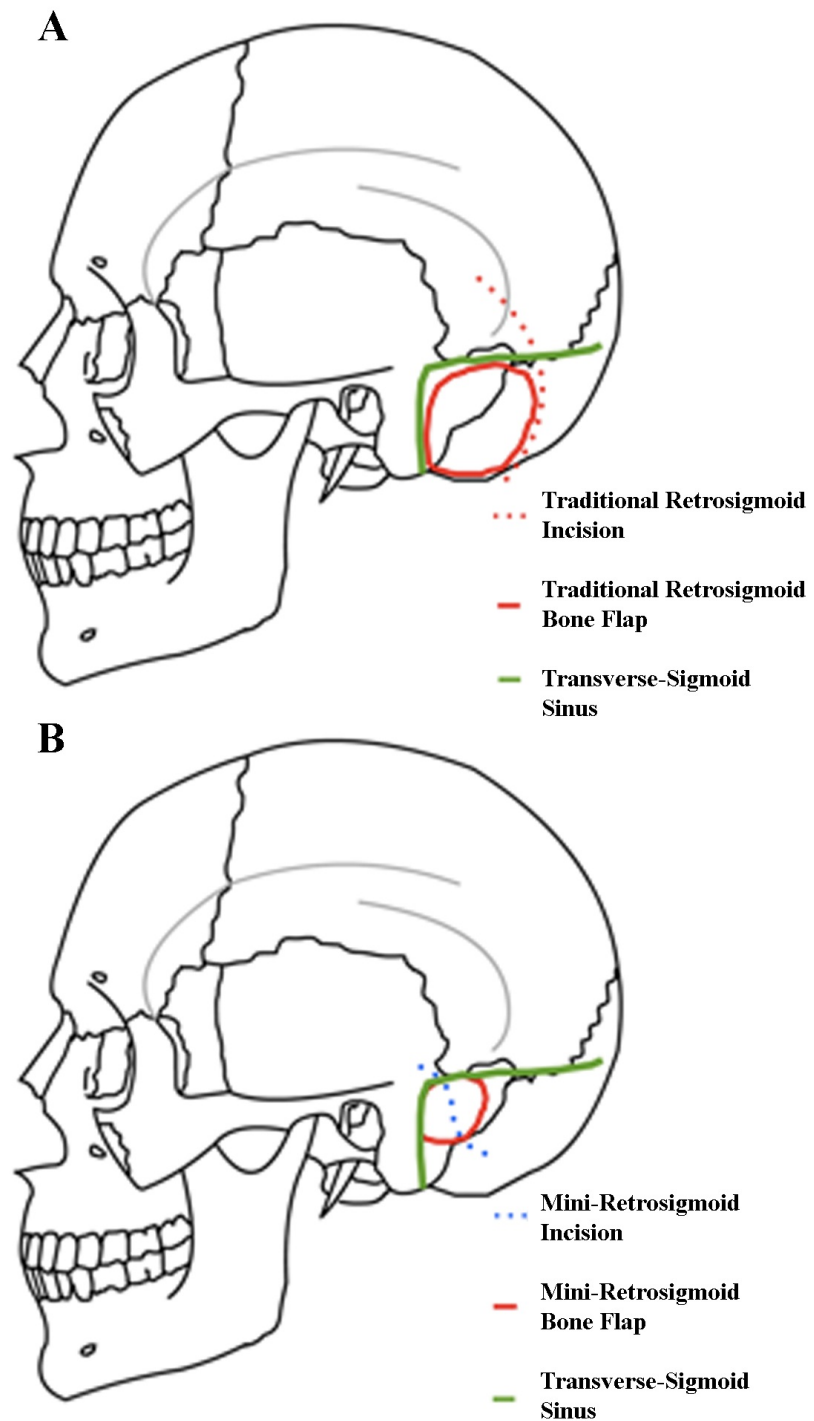 A
Traditional Retrosigmoid
Incision
Traditional Retrosigmoid
Bone Flap
Transverse-Sigmoid
Sinus
B
Mini-Retrosigmoid
Incision
Mini-Retrosigmoid
Bone Flap
Transverse-Sigmoid
Sinus